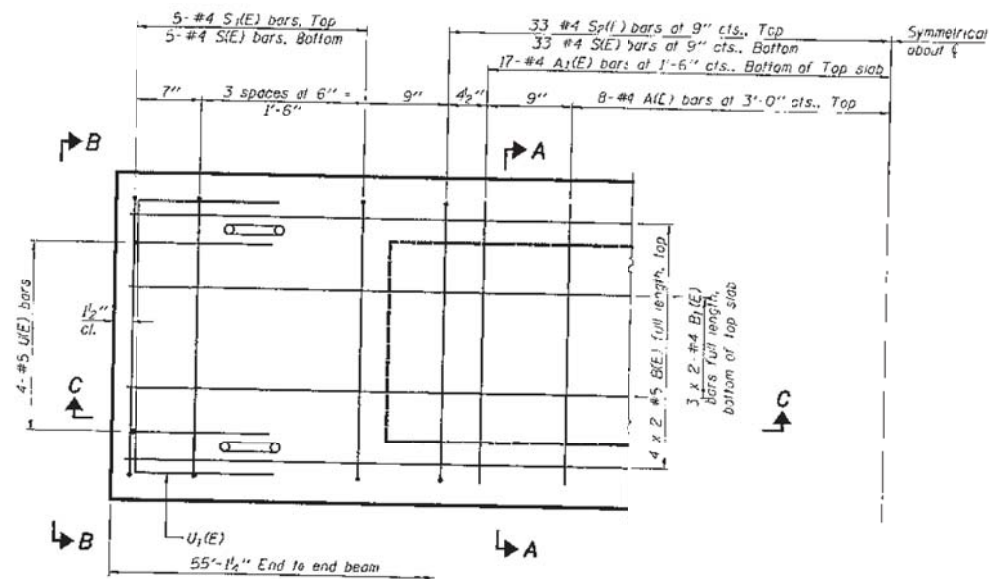 5-#4 S₁(E) bars, Top
5-#4 S(E) bars, Bottom
33 #4 S₂(E) bars at 9" cts., Top
33 #4 S(E) bars at 9" cts., Bottom
17-#4 A₁(E) bars at 1'-6" cts., Bottom of Top slab
Symmetrical
about ℄
7"
3 spaces at 6" =
1'-6"
9"
4½"
9"
8-#4 A(E) bars at 3'-0" cts., Top
B
A
4-#5 U(E) bars
1½"
cl.
4 x 2 #5 B(E) full length, top
3 x 2-#4 B₁(E)
bars full length,
bottom of top slab
C
C
B
U₁(E)
A
55'-1¼" End to end beam